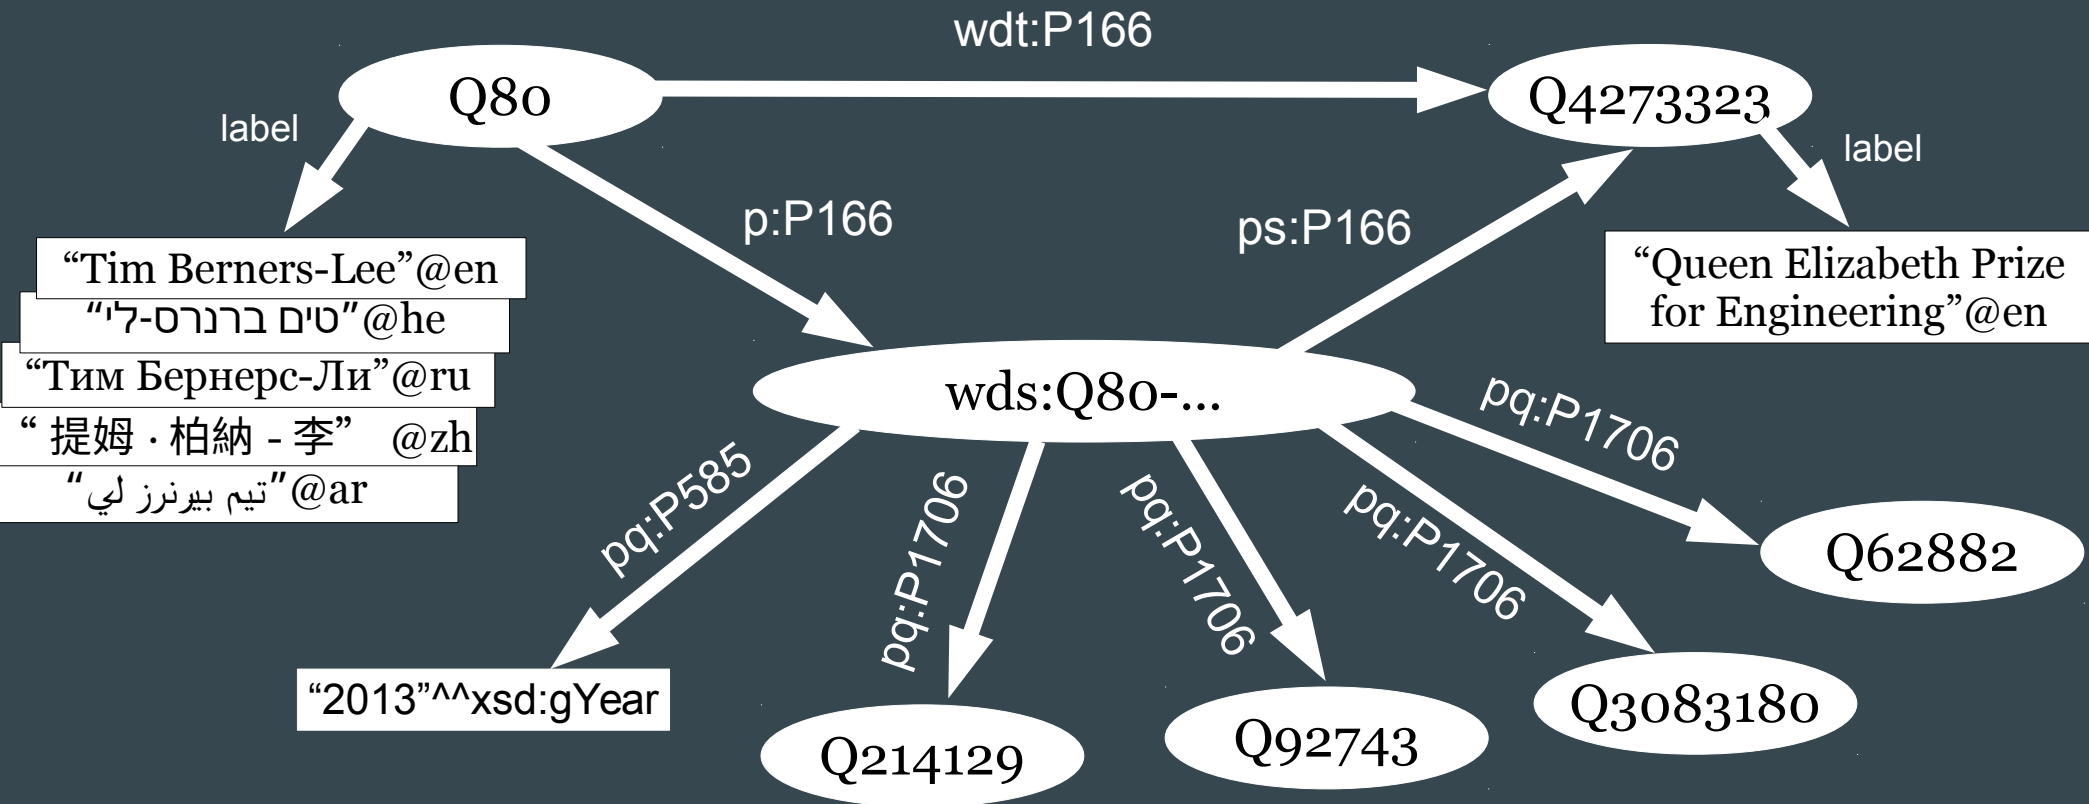 wdt:P166
Q80
Q4273323
label
label
p:P166
ps:P166
“Tim Berners-Lee”@en
“טים ברנרס-לי”@he
“Тим Бернерс-Ли”@ru
“ 提姆 · 柏納 - 李” @zh
“تيم بيرنرز لي”@ar
“Queen Elizabeth Prize
for Engineering”@en
wds:Q80-...
pq:P585
pq:P1706
pq:P1706
pq:P1706
pq:P1706
“2013”^^xsd:gYear
Q214129
Q92743
Q3083180
Q62882